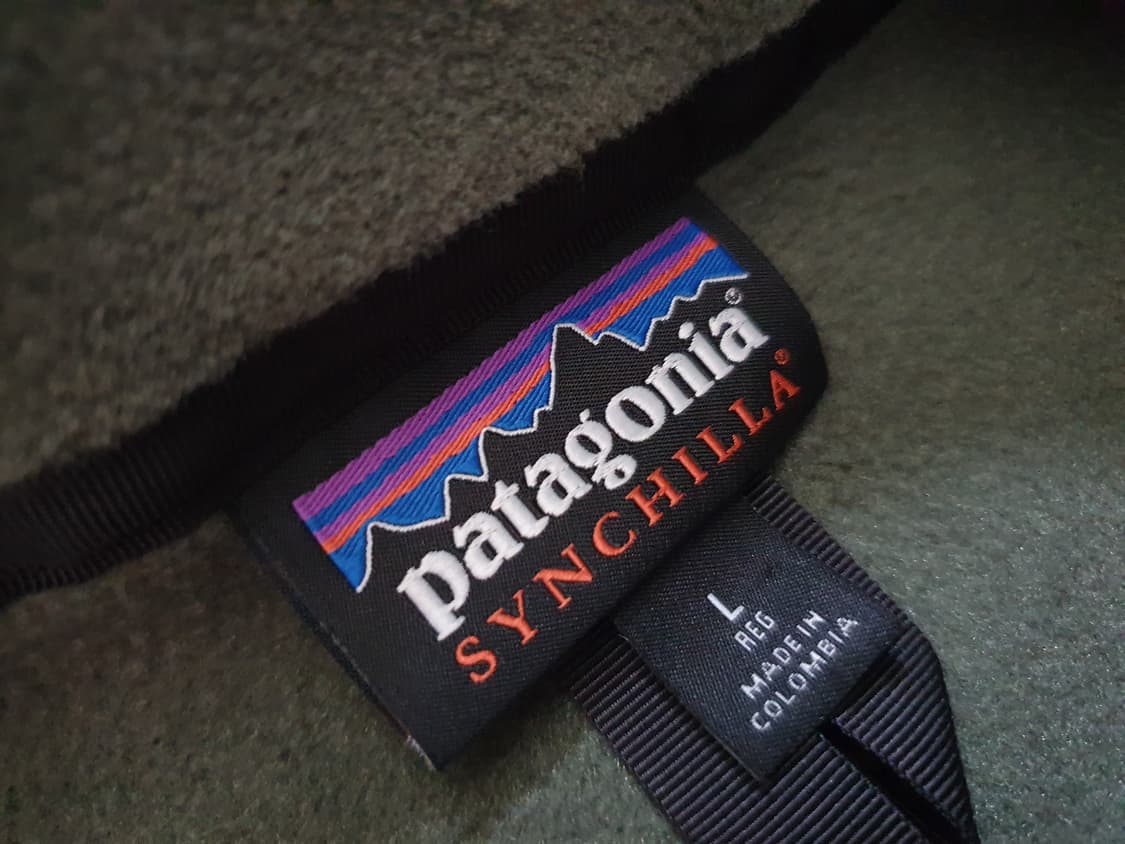 patagonia®
SYNCHILLA®
L
REG
MADE IN
COLOMBIA